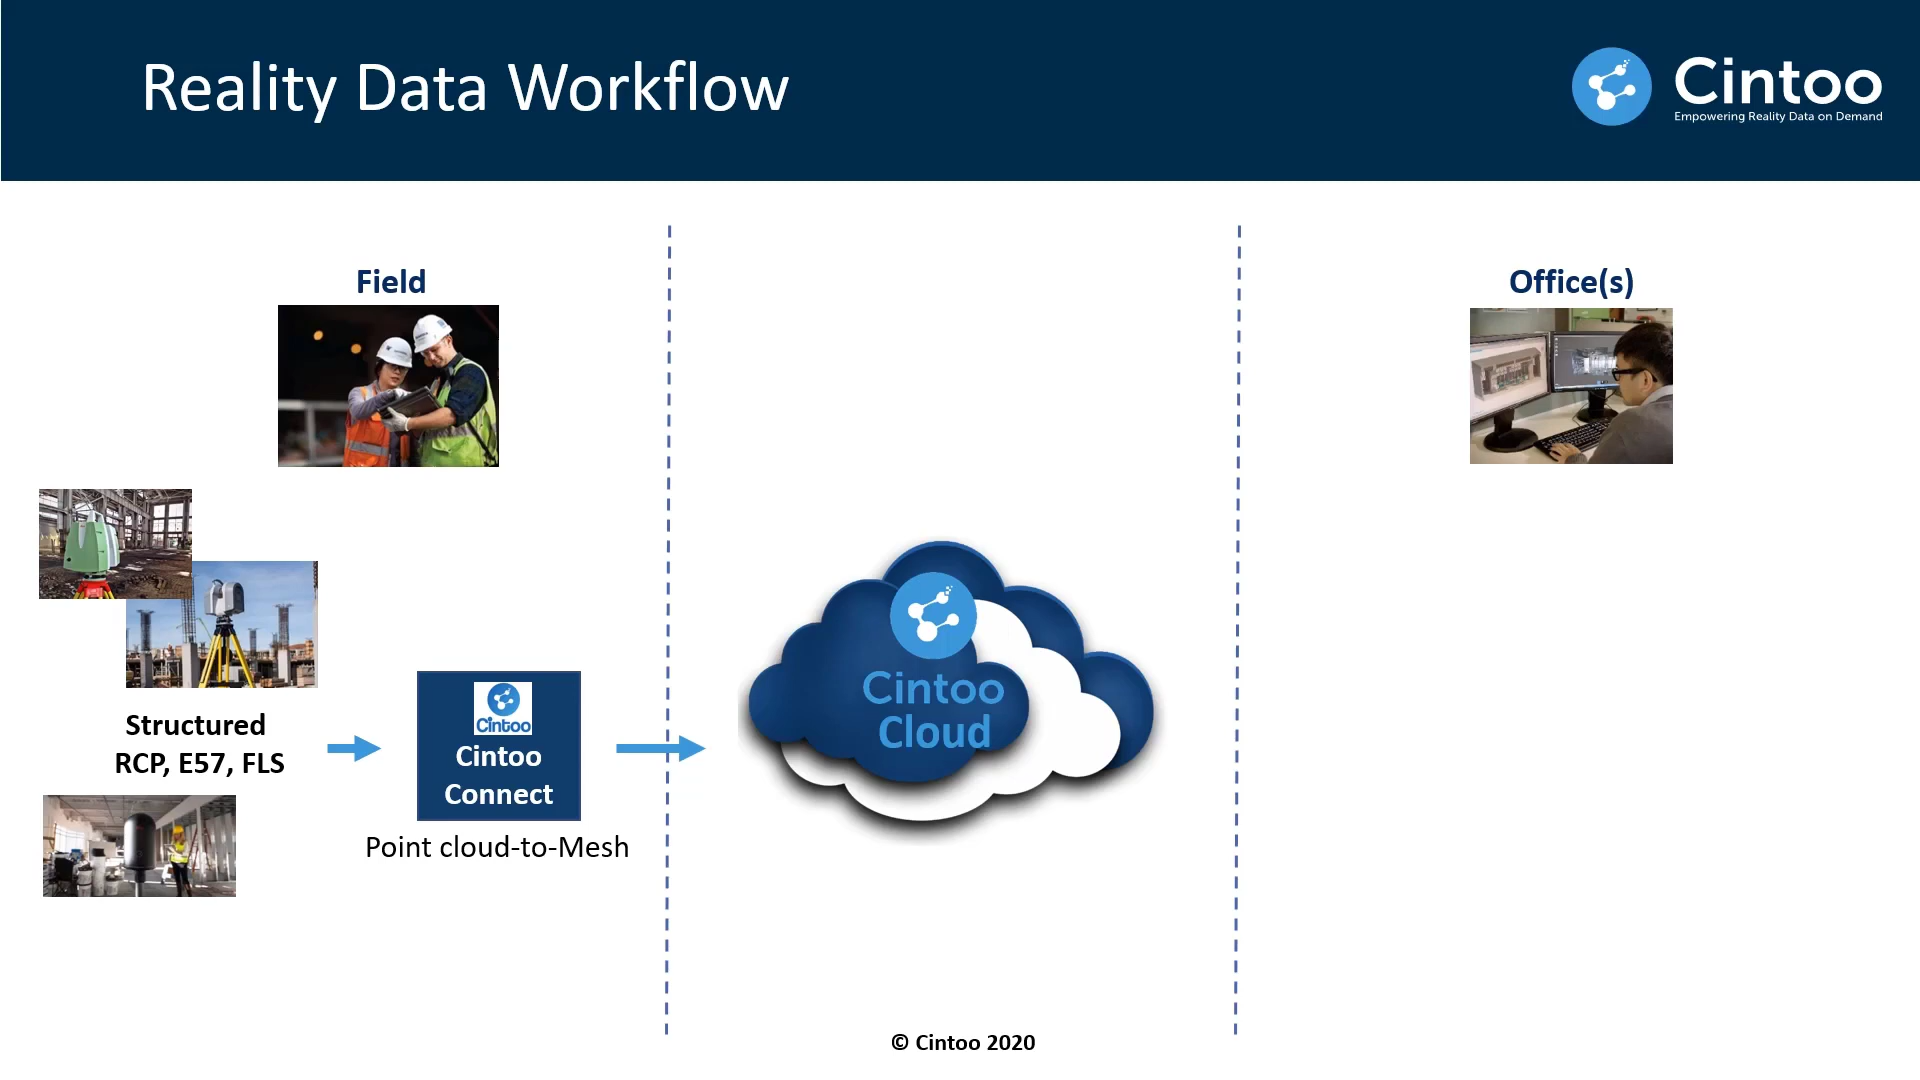 Reality Data Workflow
Cintoo
Empowering Reality Data on Demand
Field
Office(s)
Structured
RCP, E57, FLS
Cintoo
Cintoo
Connect
Point cloud-to-Mesh
Cintoo
Cloud
© Cintoo 2020